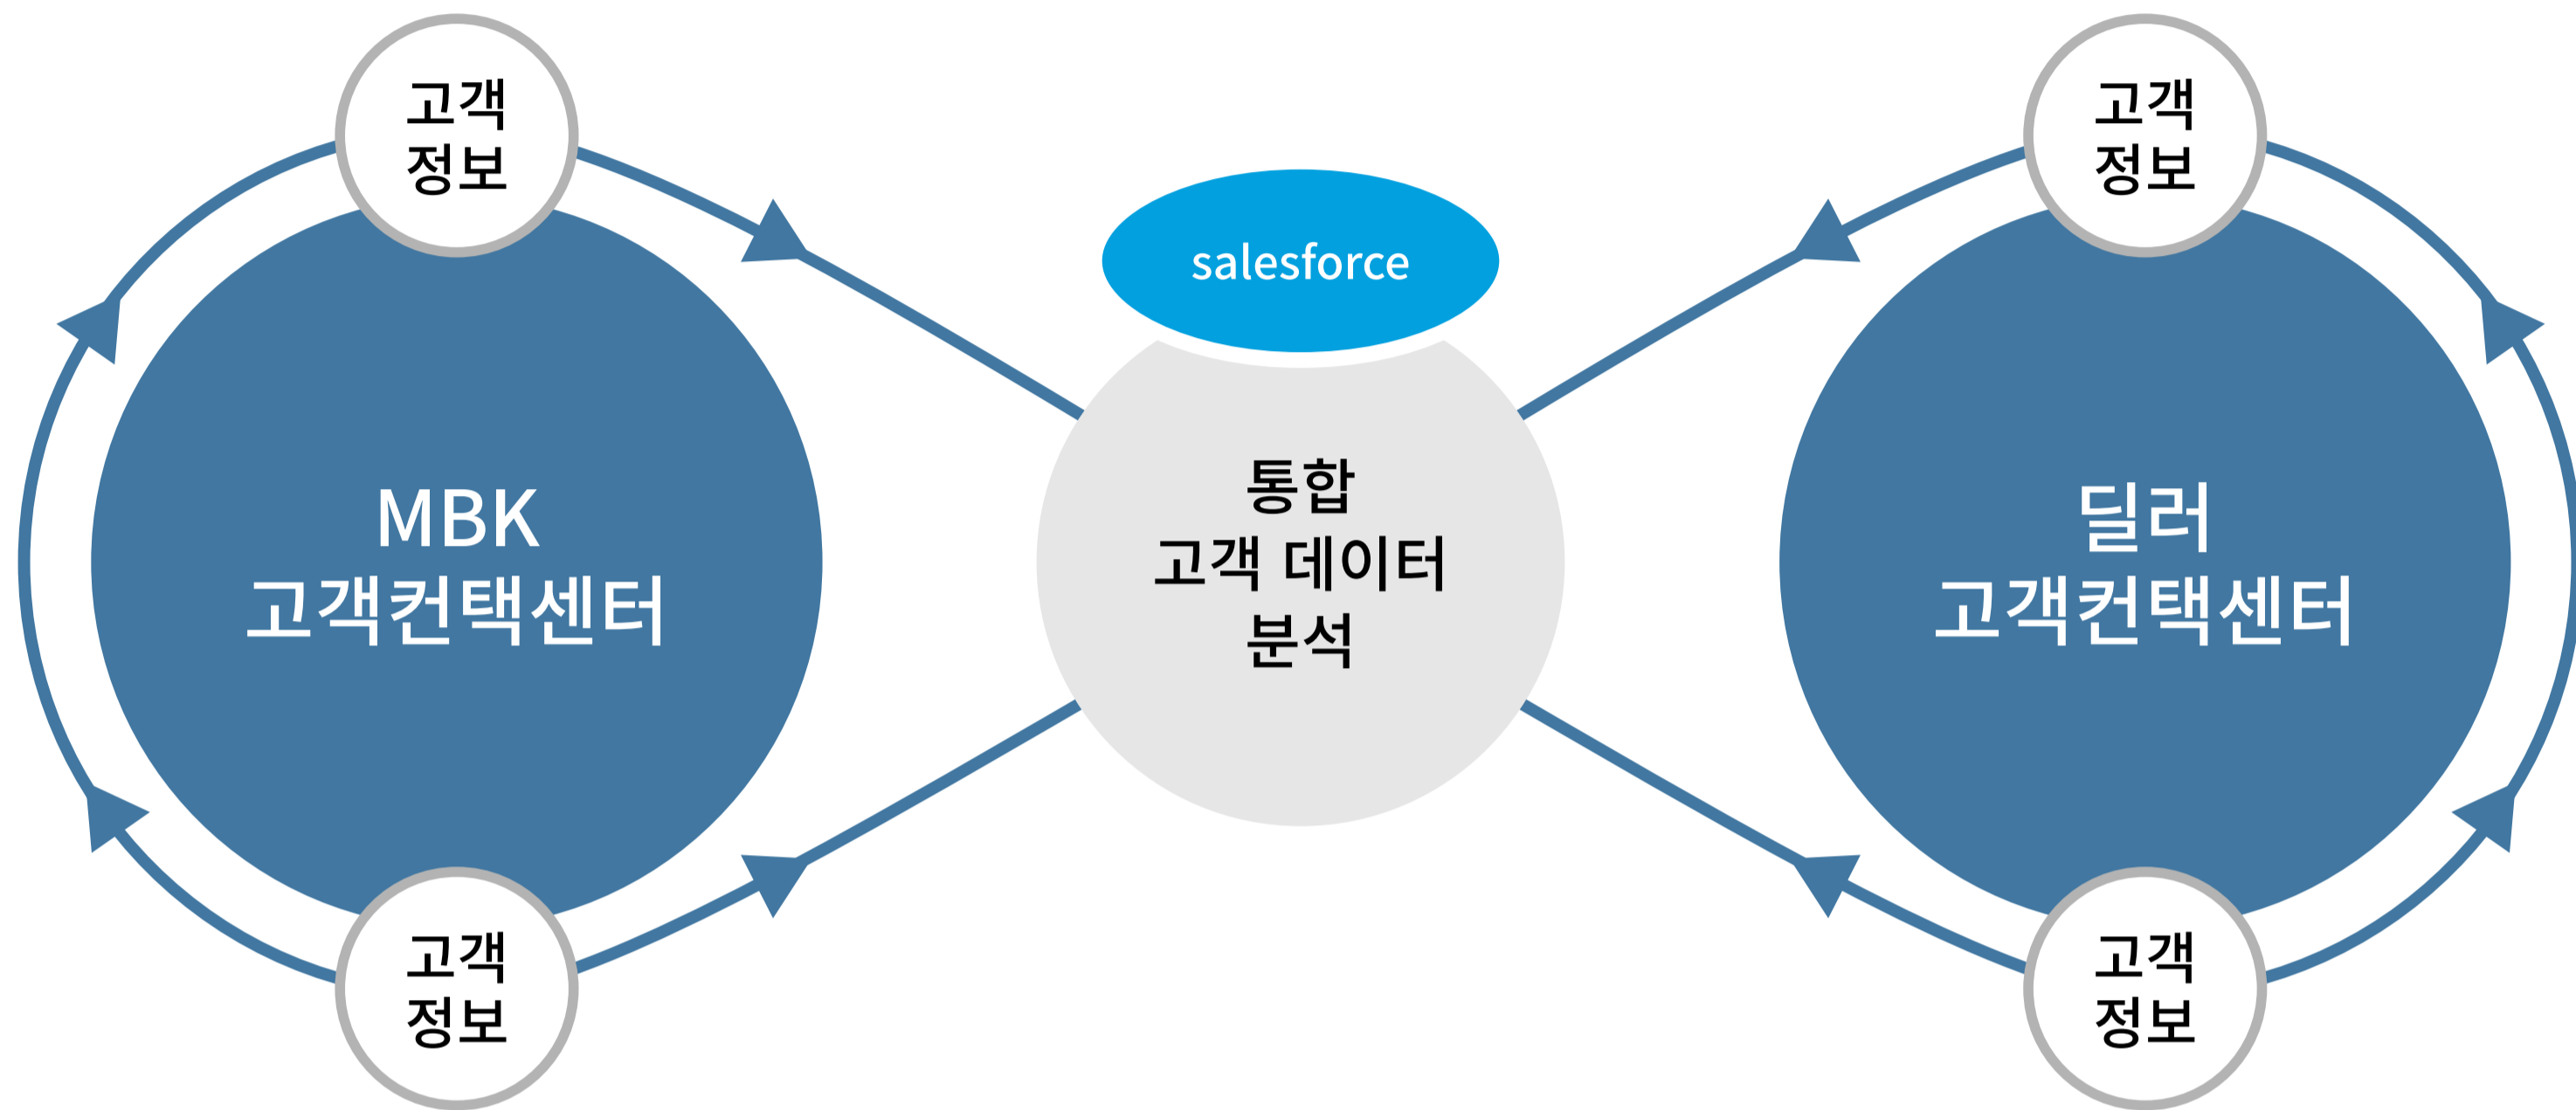 고객
정보
MBK
고객컨택센터
고객
정보
salesforce
통합
고객 데이터
분석
고객
정보
딜러
고객컨택센터
고객
정보